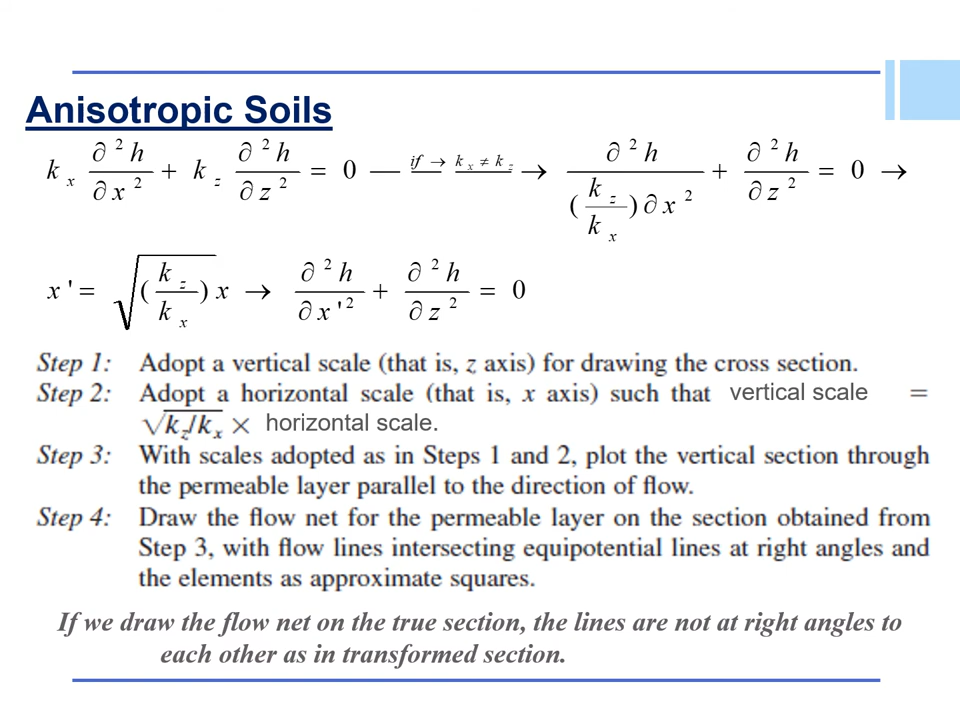 Anisotropic Soils
k_x ∂²h/∂x² + k_z ∂²h/∂z² = 0 — if → k_x ≠ k_z → ∂²h/((k_z/k_x)∂x²) + ∂²h/∂z² = 0 →
x' = √(k_z/k_x) x → ∂²h/∂x'² + ∂²h/∂z² = 0
Step 1: Adopt a vertical scale (that is, z axis) for drawing the cross section.
Step 2: Adopt a horizontal scale (that is, x axis) such that vertical scale =
√k_z/k_x × horizontal scale.
Step 3: With scales adopted as in Steps 1 and 2, plot the vertical section through
the permeable layer parallel to the direction of flow.
Step 4: Draw the flow net for the permeable layer on the section obtained from
Step 3, with flow lines intersecting equipotential lines at right angles and
the elements as approximate squares.
If we draw the flow net on the true section, the lines are not at right angles to
each other as in transformed section.